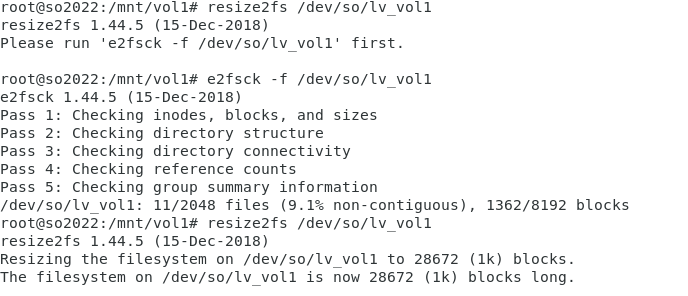 root@so2022:/mnt/vol1# resize2fs /dev/so/lv_vol1
resize2fs 1.44.5 (15-Dec-2018)
Please run 'e2fsck -f /dev/so/lv_vol1' first.

root@so2022:/mnt/vol1# e2fsck -f /dev/so/lv_vol1
e2fsck 1.44.5 (15-Dec-2018)
Pass 1: Checking inodes, blocks, and sizes
Pass 2: Checking directory structure
Pass 3: Checking directory connectivity
Pass 4: Checking reference counts
Pass 5: Checking group summary information
/dev/so/lv_vol1: 11/2048 files (9.1% non-contiguous), 1362/8192 blocks
root@so2022:/mnt/vol1# resize2fs /dev/so/lv_vol1
resize2fs 1.44.5 (15-Dec-2018)
Resizing the filesystem on /dev/so/lv_vol1 to 28672 (1k) blocks.
The filesystem on /dev/so/lv_vol1 is now 28672 (1k) blocks long.